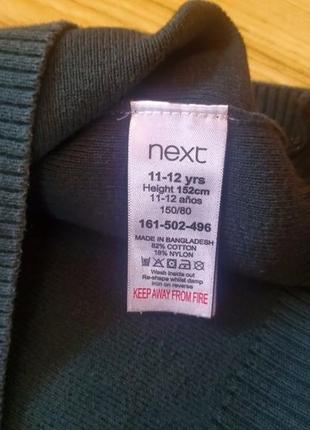 next
11-12 yrs
Height 152cm
11-12 años
150/80
161-502-496
MADE IN BANGLADESH
82% COTTON
18% NYLON
Wash inside out
Re-shape whilst damp
iron on reverse
KEEP AWAY FROM FIRE